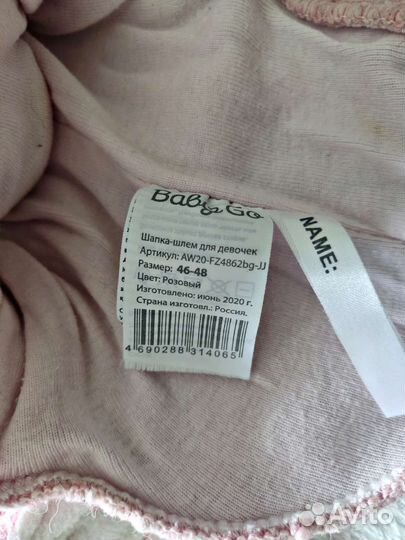 Baby Go
Шапка-шлем для девочек
Артикул: AW20-FZ4862bg-JJ
Размер: 46-48
Цвет: Розовый
Изготовлено: июнь 2020 г.
Страна изготовл.: Россия.
4 690288 314065
NAME:
Avito